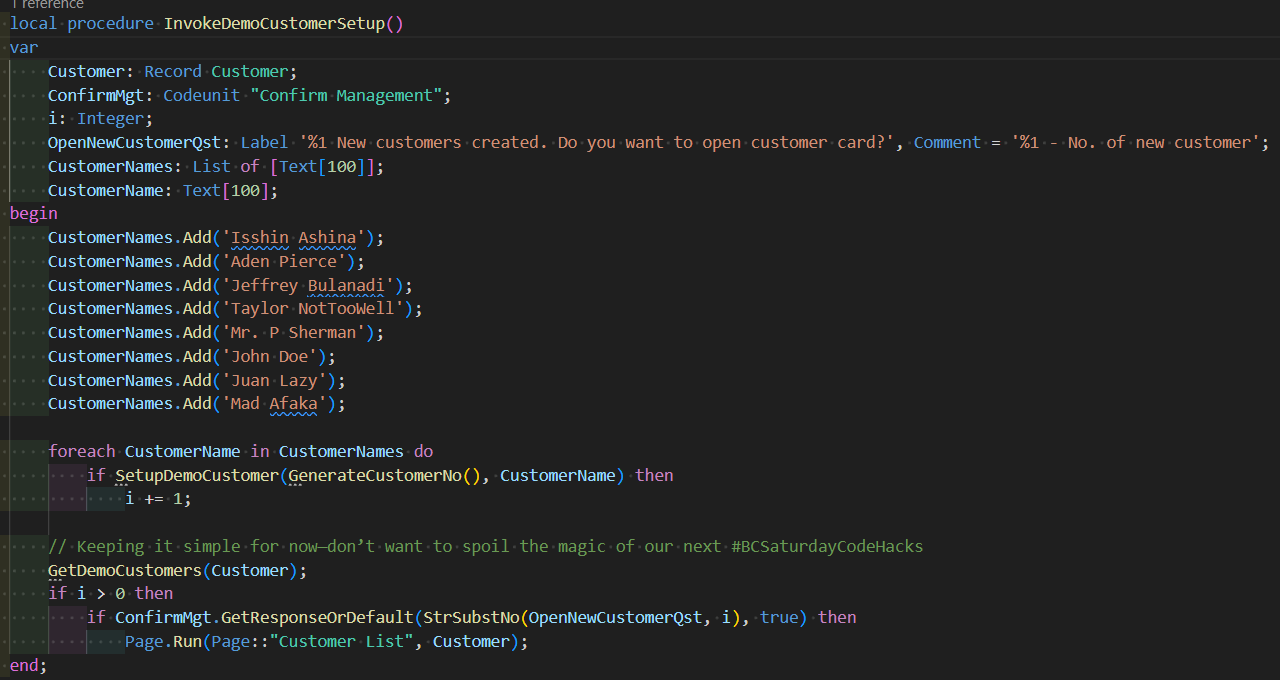 1 reference
local procedure InvokeDemoCustomerSetup()
var
    Customer: Record Customer;
    ConfirmMgt: Codeunit "Confirm Management";
    i: Integer;
    OpenNewCustomerQst: Label '%1 New customers created. Do you want to open customer card?', Comment = '%1 - No. of new customer';
    CustomerNames: List of [Text[100]];
    CustomerName: Text[100];
begin
    CustomerNames.Add('Isshin Ashina');
    CustomerNames.Add('Aden Pierce');
    CustomerNames.Add('Jeffrey Bulanadi');
    CustomerNames.Add('Taylor NotTooWell');
    CustomerNames.Add('Mr. P Sherman');
    CustomerNames.Add('John Doe');
    CustomerNames.Add('Juan Lazy');
    CustomerNames.Add('Mad Afaka');
    foreach CustomerName in CustomerNames do
        if SetupDemoCustomer(GenerateCustomerNo(), CustomerName) then
            i += 1;
    // Keeping it simple for now—don’t want to spoil the magic of our next #BCSaturdayCodeHacks
    GetDemoCustomers(Customer);
    if i > 0 then
        if ConfirmMgt.GetResponseOrDefault(StrSubstNo(OpenNewCustomerQst, i), true) then
            Page.Run(Page::"Customer List", Customer);
end;